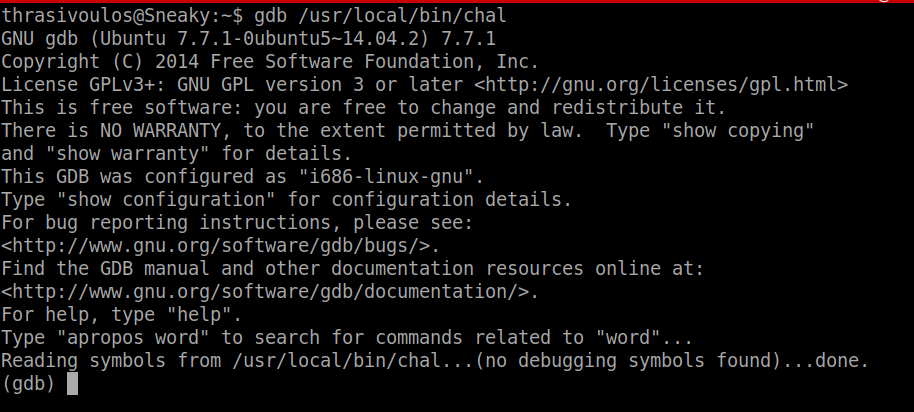 thrasivoulos@Sneaky:~$ gdb /usr/local/bin/chal
GNU gdb (Ubuntu 7.7.1-0ubuntu5~14.04.2) 7.7.1
Copyright (C) 2014 Free Software Foundation, Inc.
License GPLv3+: GNU GPL version 3 or later <http://gnu.org/licenses/gpl.html>
This is free software: you are free to change and redistribute it.
There is NO WARRANTY, to the extent permitted by law.  Type "show copying"
and "show warranty" for details.
This GDB was configured as "i686-linux-gnu".
Type "show configuration" for configuration details.
For bug reporting instructions, please see:
<http://www.gnu.org/software/gdb/bugs/>.
Find the GDB manual and other documentation resources online at:
<http://www.gnu.org/software/gdb/documentation/>.
For help, type "help".
Type "apropos word" to search for commands related to "word"...
Reading symbols from /usr/local/bin/chal...(no debugging symbols found)...done.
(gdb)